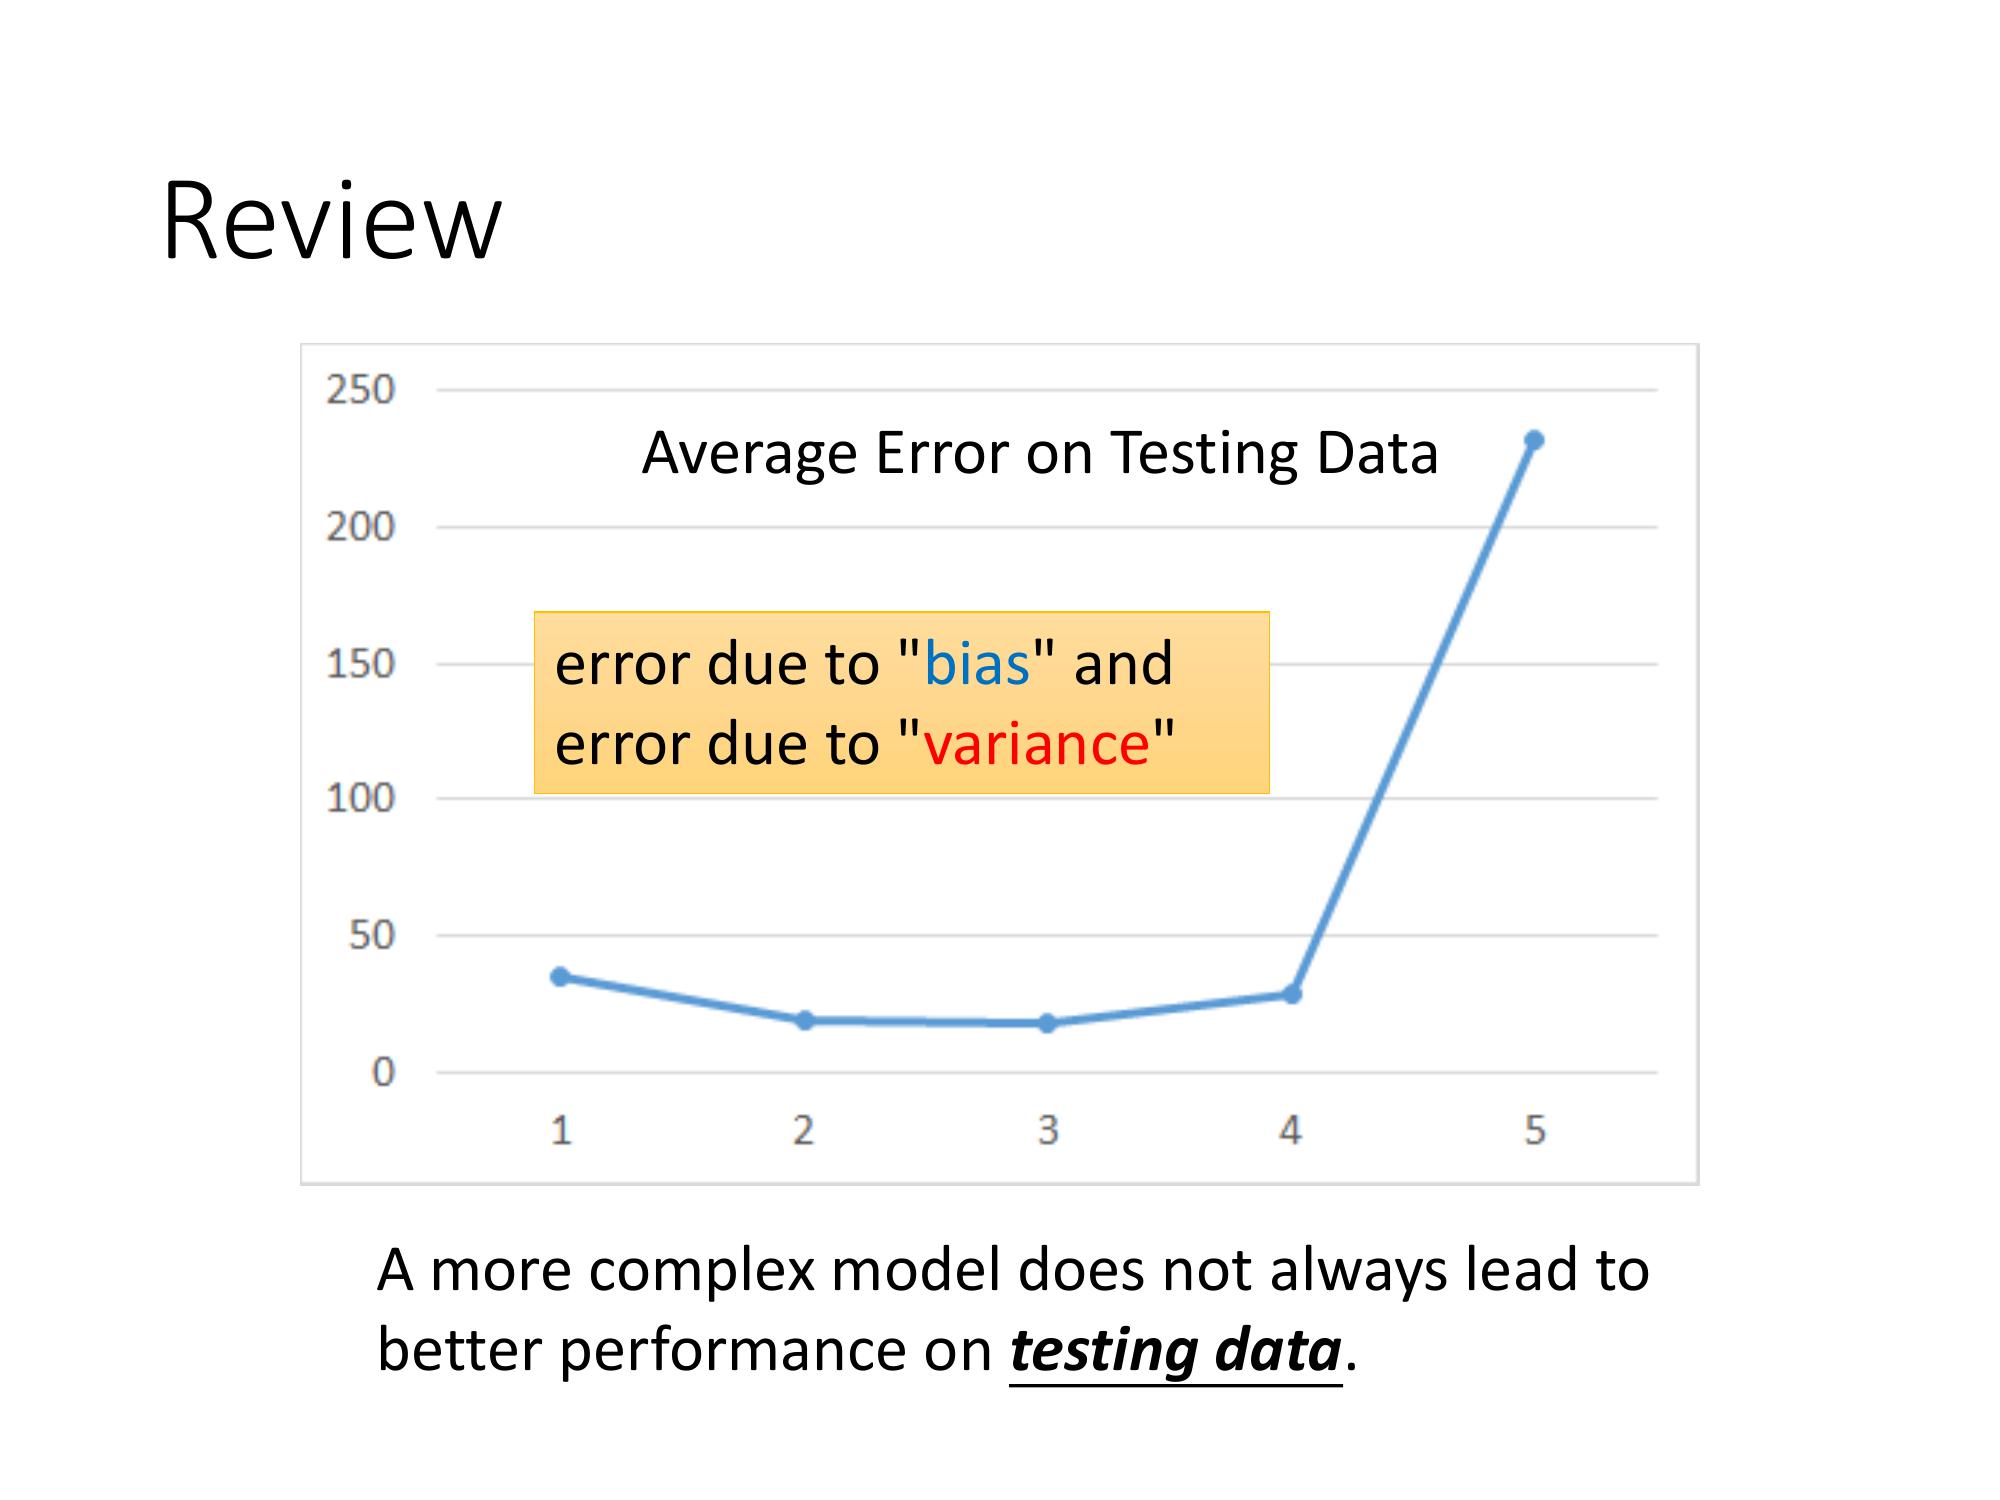 Review
250
Average Error on Testing Data
200
error due to "bias" and
150
error due to "variance"
100
50
0
1 2 3 4 5
A more complex model does not always lead to
better performance on testing data.